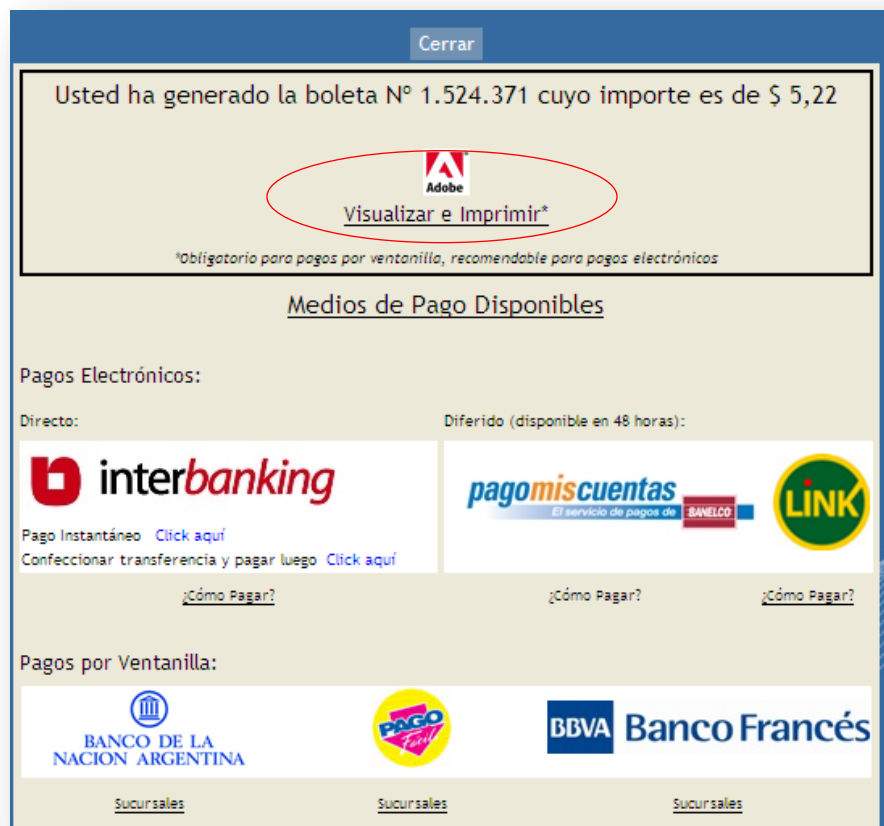 Cerrar
Usted ha generado la boleta Nº 1.524.371 cuyo importe es de $ 5,22
Adobe
Visualizar e Imprimir*
*Obligatorio para pagos por ventanilla, recomendable para pagos electrónicos
Medios de Pago Disponibles
Pagos Electrónicos:
Directo:
Diferido (disponible en 48 horas):
interbanking
pagomiscuentas
El servicio de pagos de BANELCO
LiNK
Pago Instantáneo Click aquí
Confeccionar transferencia y pagar luego Click aquí
¿Cómo Pagar?
¿Cómo Pagar?
¿Cómo Pagar?
Pagos por Ventanilla:
BANCO DE LA
NACION ARGENTINA
PAGO
Fácil
BBVA Banco Francés
Sucursales
Sucursales
Sucursales